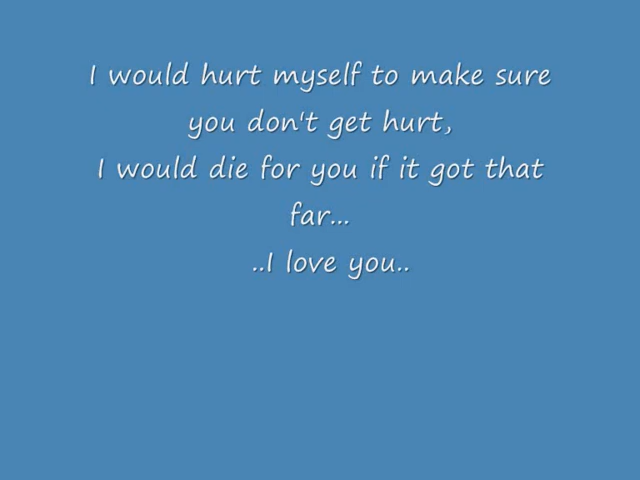 I would hurt myself to make sure
you don't get hurt,
I would die for you if it got that
far...
..I love you..